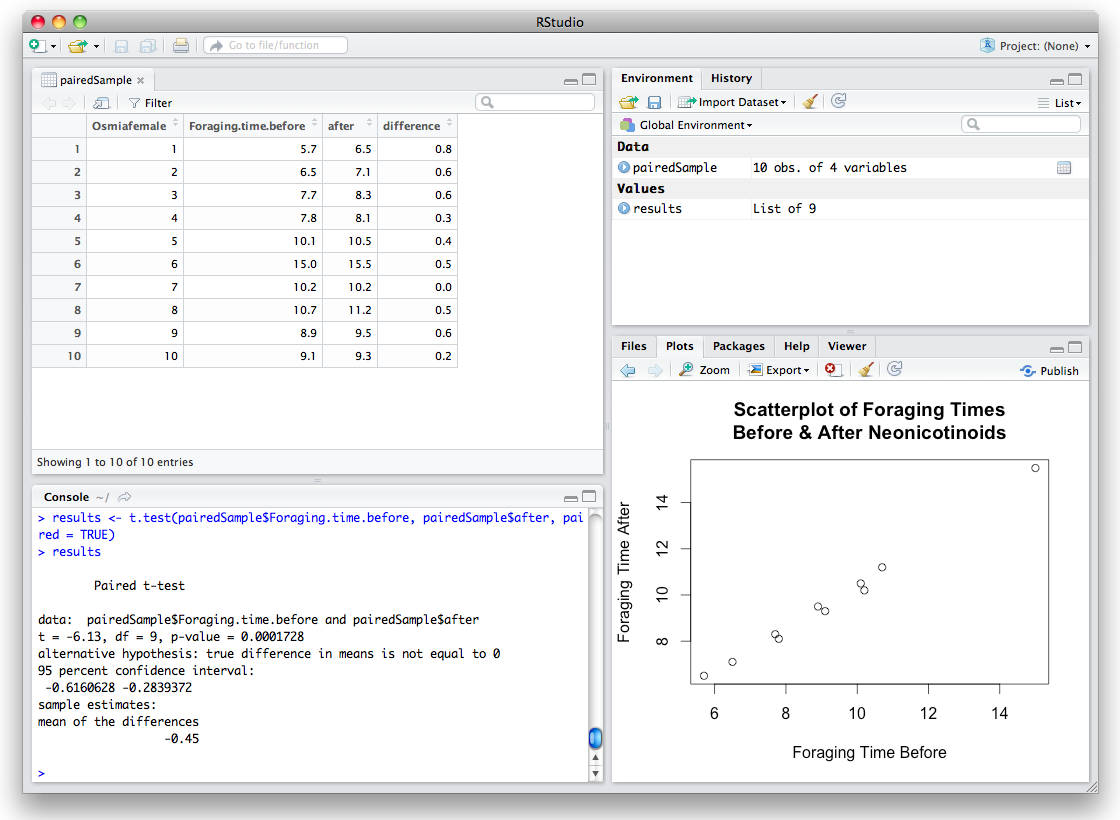 RStudio
Go to file/function
Project: (None)
pairedSample
Filter
Osmiafemale Foraging.time.before after difference
1 1 5.7 6.5 0.8
2 2 6.5 7.1 0.6
3 3 7.7 8.3 0.6
4 4 7.8 8.1 0.3
5 5 10.1 10.5 0.4
6 6 15.0 15.5 0.5
7 7 10.2 10.2 0.0
8 8 10.7 11.2 0.5
9 9 8.9 9.5 0.6
10 10 9.1 9.3 0.2
Showing 1 to 10 of 10 entries
Console ~/
> results <- t.test(pairedSample$Foraging.time.before, pairedSample$after, pai
red = TRUE)
> results
Paired t-test
data:  pairedSample$Foraging.time.before and pairedSample$after
t = -6.13, df = 9, p-value = 0.0001728
alternative hypothesis: true difference in means is not equal to 0
95 percent confidence interval:
-0.6160628 -0.2839372
sample estimates:
mean of the differences
-0.45
>
Environment History
Import Dataset List
Global Environment
Data
pairedSample 10 obs. of 4 variables
Values
results List of 9
Files Plots Packages Help Viewer
Zoom Export Publish
Scatterplot of Foraging Times
Before & After Neonicotinoids
Foraging Time After
14
12
10
8
6 8 10 12 14
Foraging Time Before